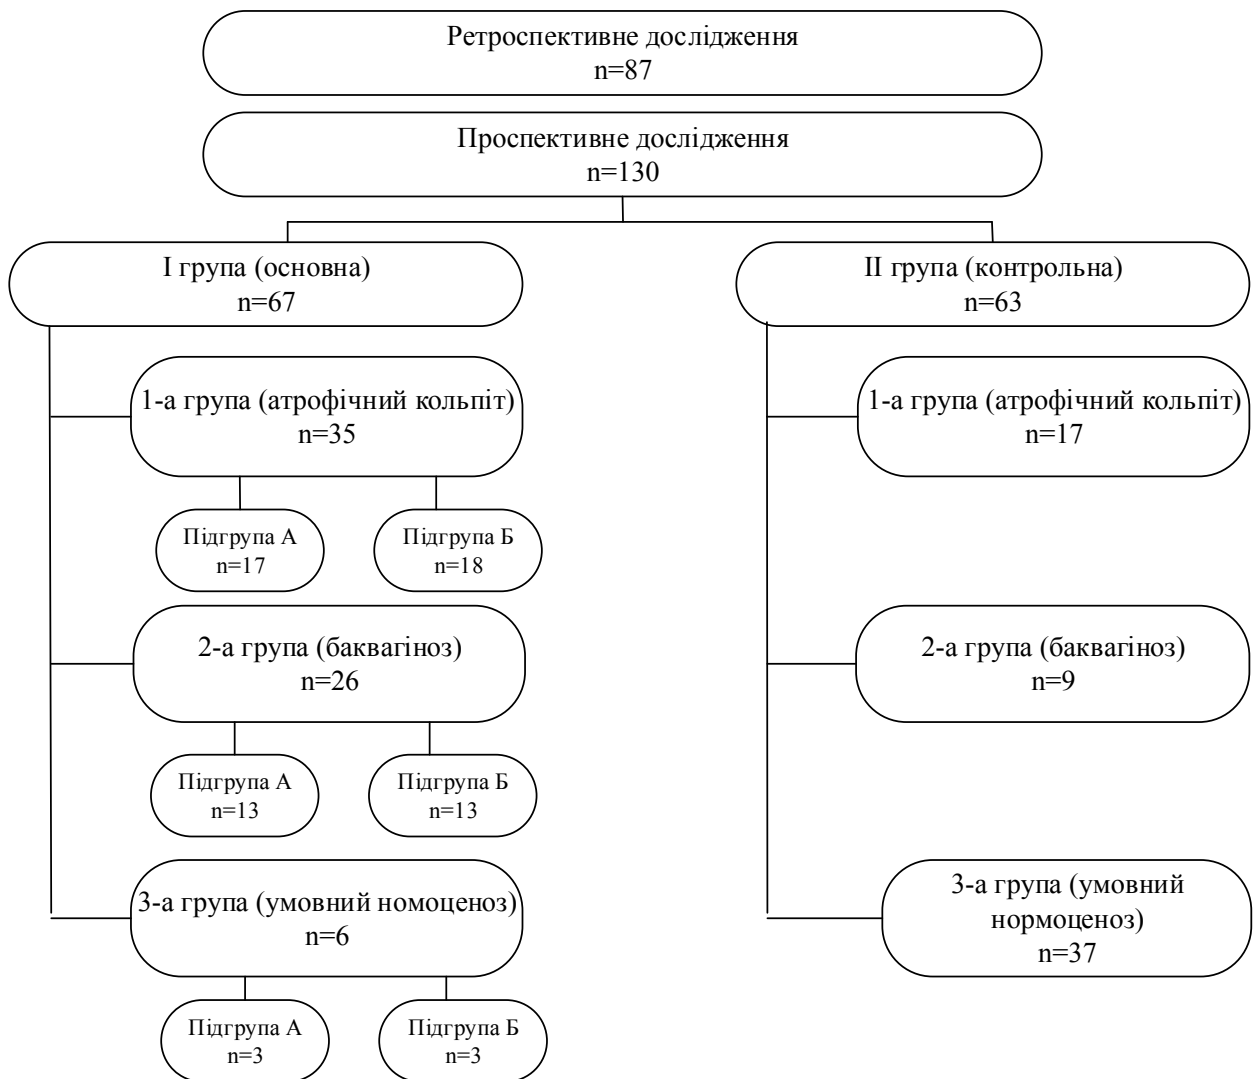 Ретроспективне дослідження
n=87
Проспективне дослідження
n=130
І група (основна)
n=67
ІІ група (контрольна)
n=63
1-а група (атрофічний кольпіт)
n=35
1-а група (атрофічний кольпіт)
n=17
Підгрупа А
n=17
Підгрупа Б
n=18
2-а група (баквагіноз)
n=26
2-а група (баквагіноз)
n=9
Підгрупа А
n=13
Підгрупа Б
n=13
3-а група (умовний номоценоз)
n=6
3-а група (умовний
нормоценоз)
n=37
Підгрупа А
n=3
Підгрупа Б
n=3